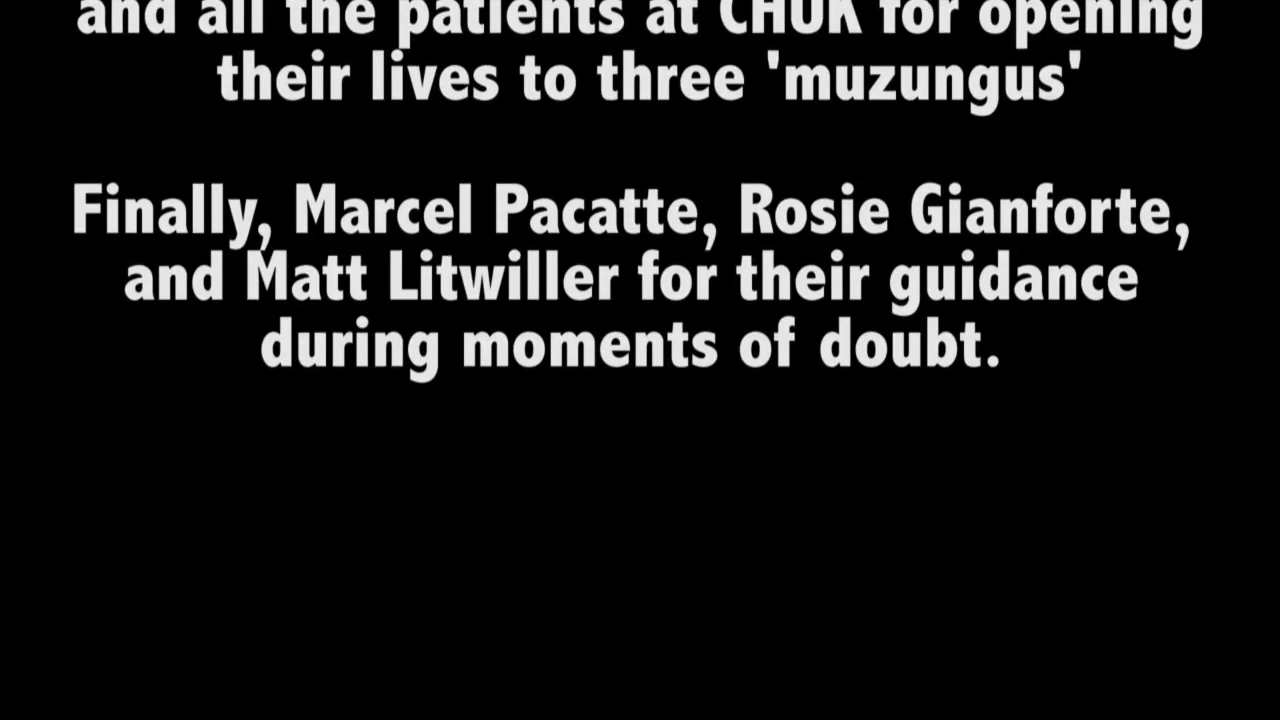 and all the patients at CHUK for opening
their lives to three 'muzungus'
Finally, Marcel Pacatte, Rosie Gianforte,
and Matt Litwiller for their guidance
during moments of doubt.